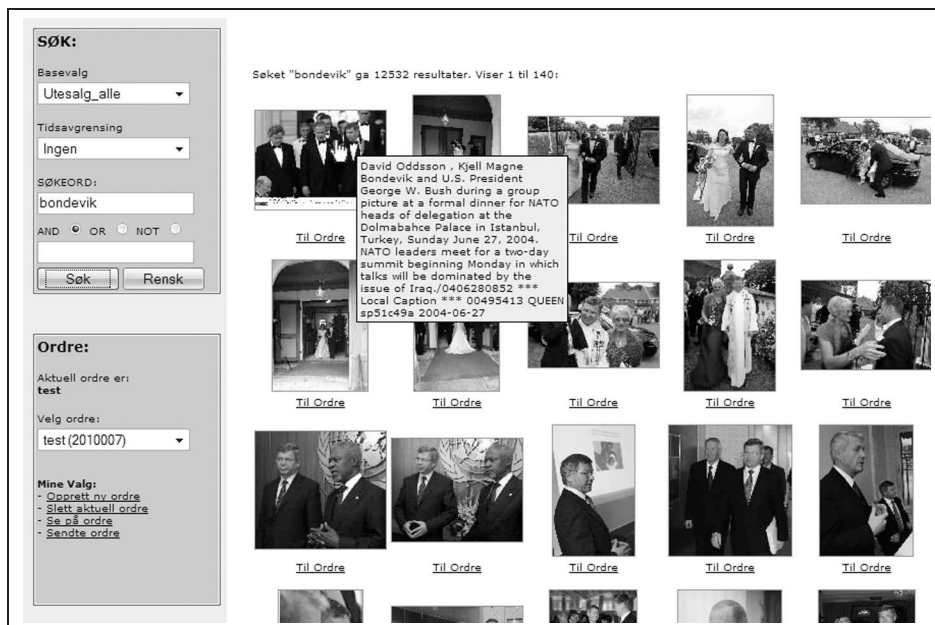 SØK:
Basevalg
Utesalg_alle
Tidsavgrensing
Ingen
SØKEORD:
bondevik
AND OR NOT
Søk Rensk
Ordre:
Aktuell ordre er:
test
Velg ordre:
test (2010007)
Mine Valg:
- Opprett ny ordre
- Slett aktuell ordre
- Se på ordre
- Sendte ordre
Søket "bondevik" ga 12532 resultater. Viser 1 til 140:
David Oddsson , Kjell Magne
Bondevik and U.S. President
George W. Bush during a group
picture at a formal dinner for NATO
heads of delegation at the
Dolmabahce Palace in Istanbul,
Turkey, Sunday June 27, 2004.
NATO leaders meet for a two-day
summit beginning Monday in which
talks will be dominated by the
issue of Iraq./0406280852 ***
Local Caption *** 00495413 QUEEN
sp51c49a 2004-06-27
Til Ordre Til Ordre Til Ordre Til Ordre
Til Ordre Til Ordre Til Ordre Til Ordre Til Ordre
Til Ordre Til Ordre Til Ordre Til Ordre Til Ordre